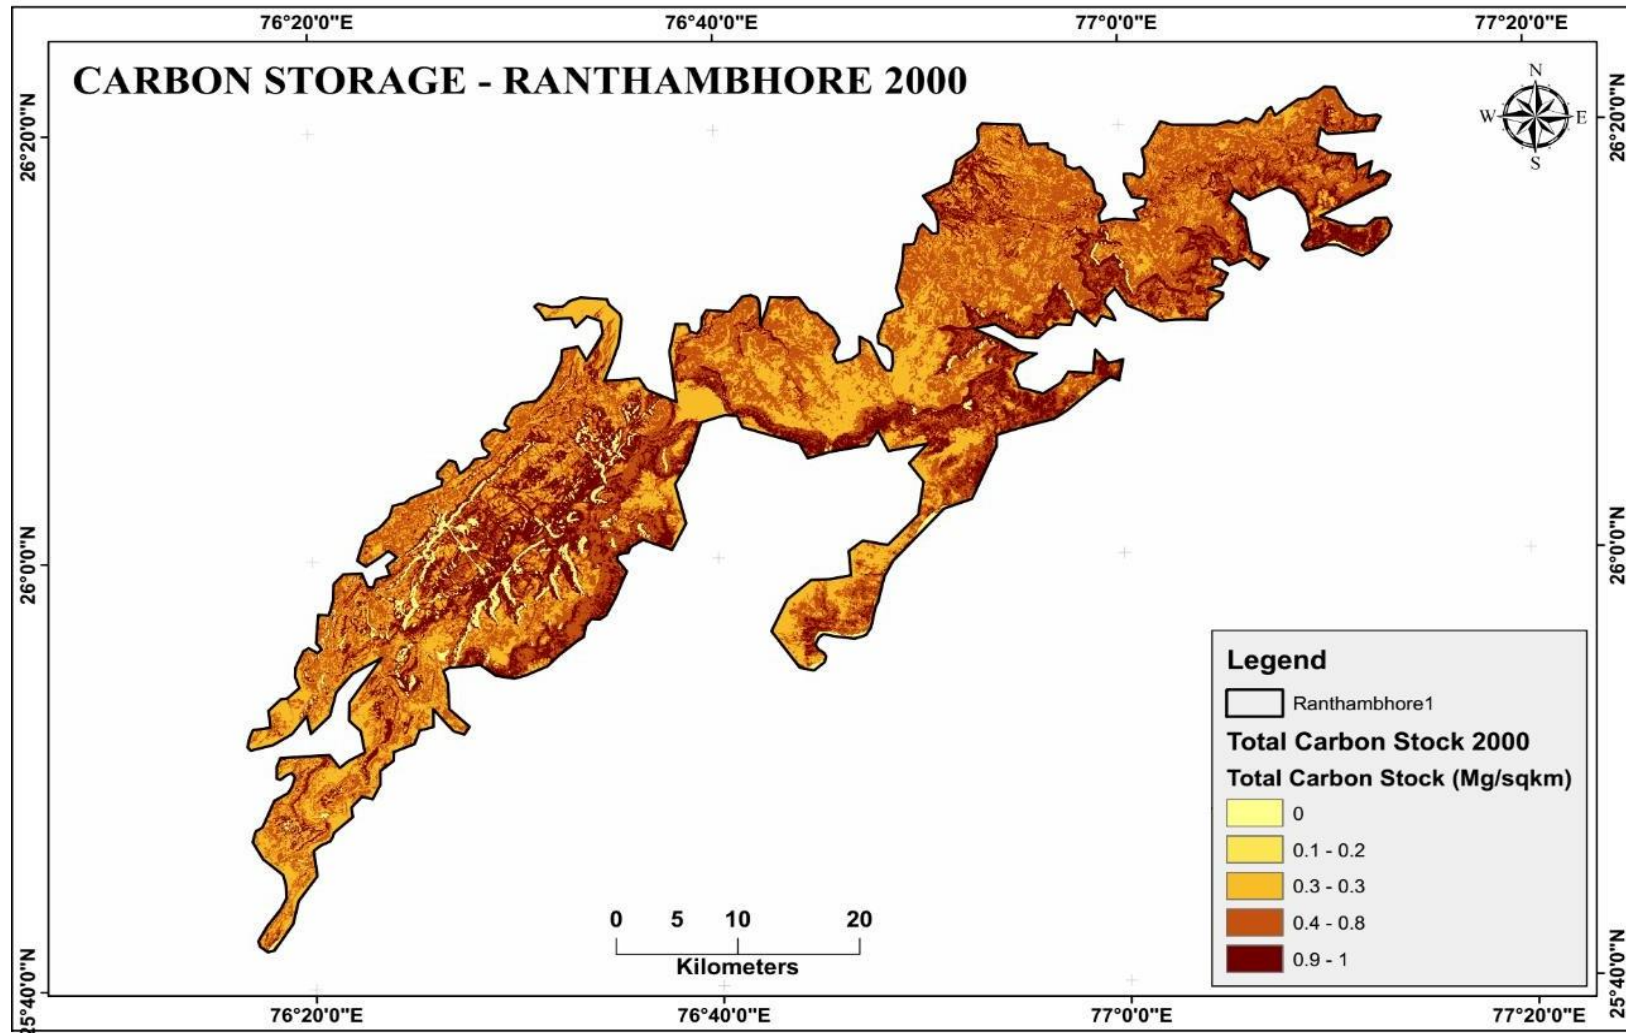 76°20'0"E 76°40'0"E 77°0'0"E 77°20'0"E
CARBON STORAGE - RANTHAMBHORE 2000
N
W E
S
26°20'0"N
26°20'0"N
26°0'0"N
26°0'0"N
25°40'0"N
25°40'0"N
Legend
Ranthambhore1
Total Carbon Stock 2000
Total Carbon Stock (Mg/sqkm)
0
0.1 - 0.2
0.3 - 0.3
0.4 - 0.8
0.9 - 1
0 5 10 20
Kilometers
76°20'0"E 76°40'0"E 77°0'0"E 77°20'0"E